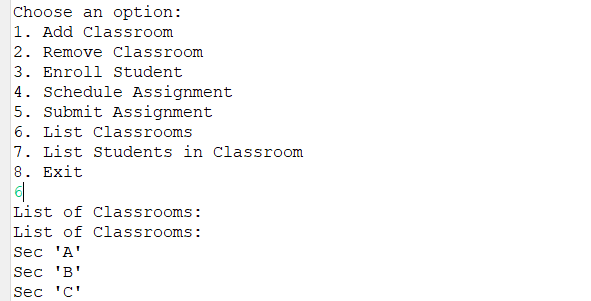 Choose an option:
1. Add Classroom
2. Remove Classroom
3. Enroll Student
4. Schedule Assignment
5. Submit Assignment
6. List Classrooms
7. List Students in Classroom
8. Exit
6
List of Classrooms:
List of Classrooms:
Sec 'A'
Sec 'B'
Sec 'C'